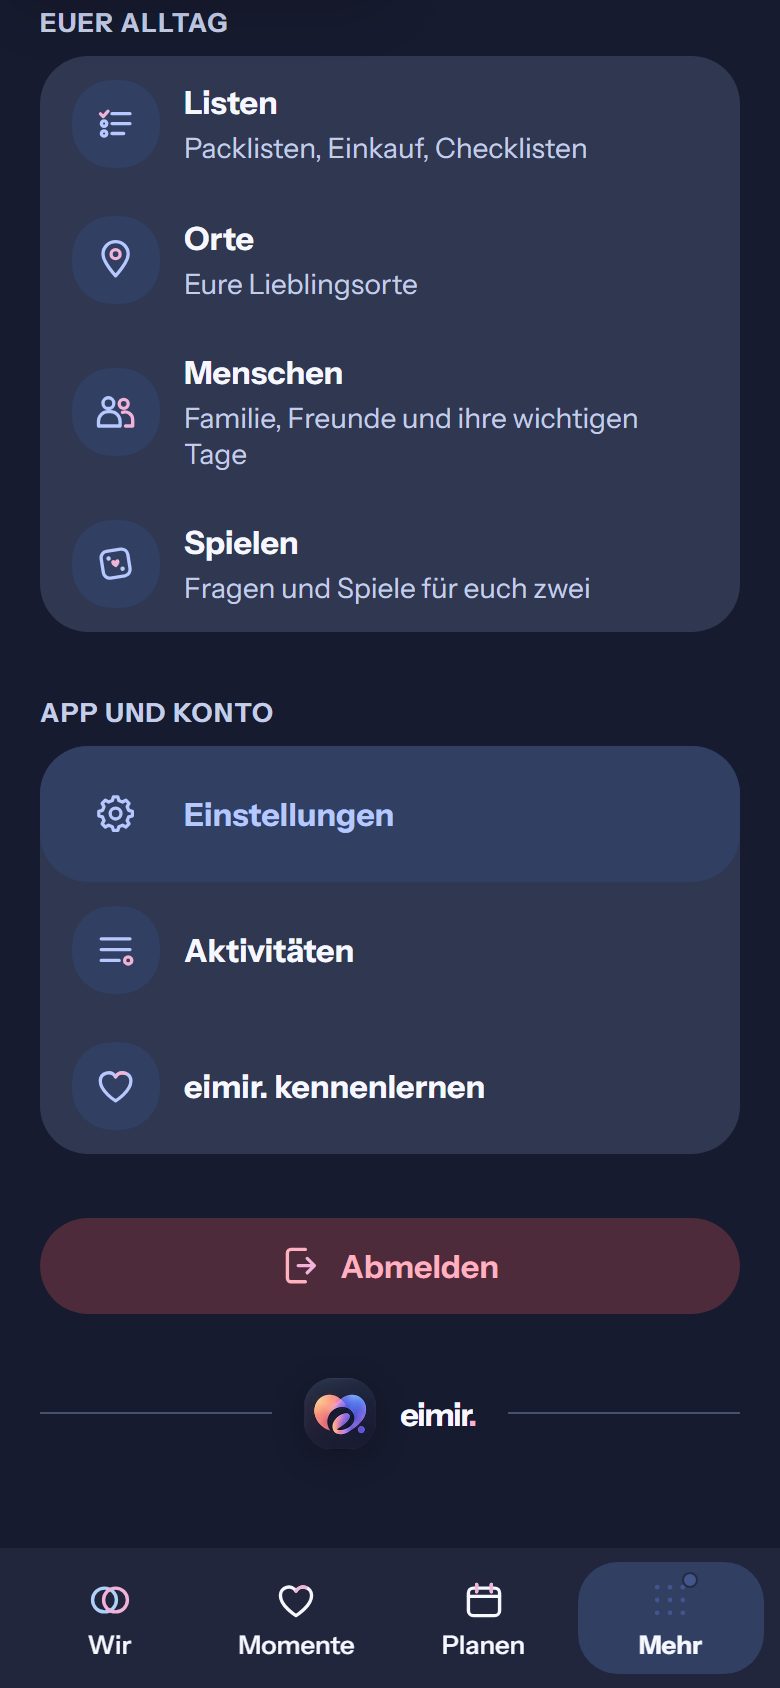 EUER ALLTAG
Listen
Packlisten, Einkauf, Checklisten
Orte
Eure Lieblingsorte
Menschen
Familie, Freunde und ihre wichtigen
Tage
Spielen
Fragen und Spiele für euch zwei
APP UND KONTO
Einstellungen
Aktivitäten
eimir. kennenlernen
Abmelden
eimir.
Wir
Momente
Planen
Mehr